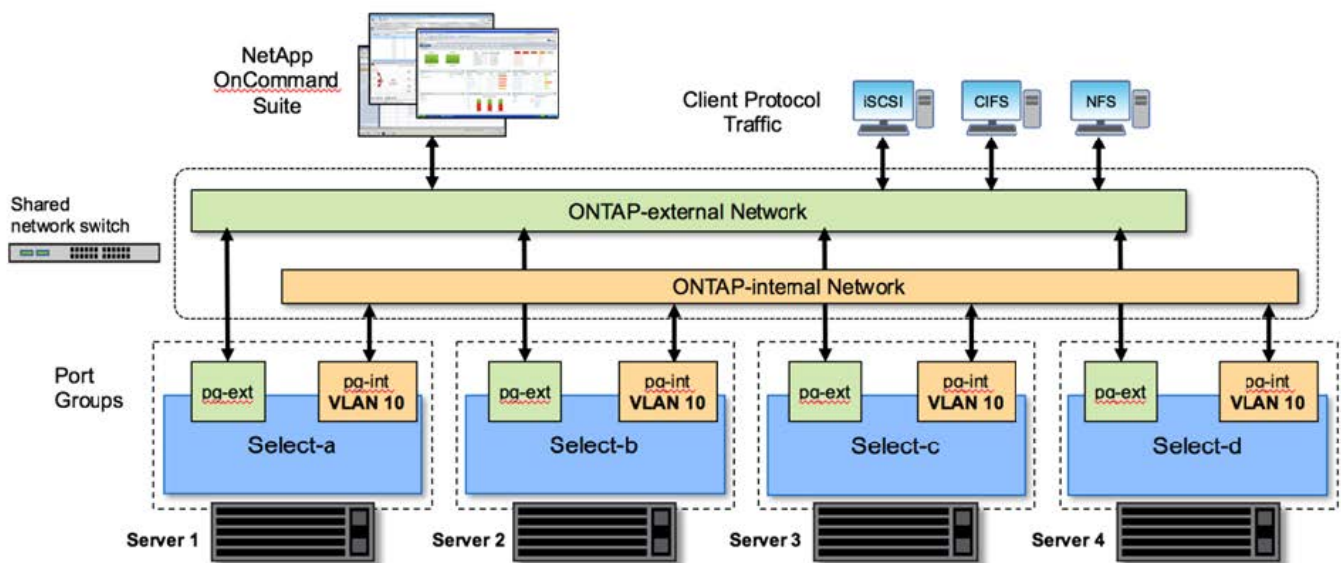 NetApp
OnCommand
Suite
Client Protocol
Traffic
iSCSI
CIFS
NFS
Shared
network switch
ONTAP-external Network
ONTAP-internal Network
Port
Groups
pg-ext
pg-int
VLAN 10
Select-a
pg-ext
pg-int
VLAN 10
Select-b
pg-ext
pg-int
VLAN 10
Select-c
pg-ext
pg-int
VLAN 10
Select-d
Server 1
Server 2
Server 3
Server 4